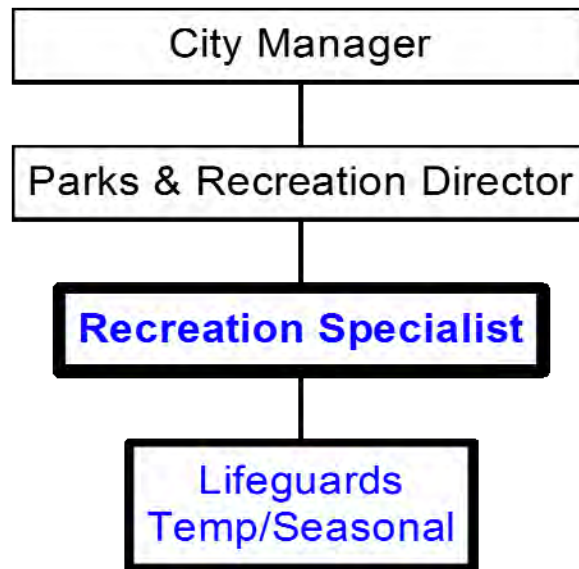 City Manager
Parks & Recreation Director
Recreation Specialist
Lifeguards
Temp/Seasonal